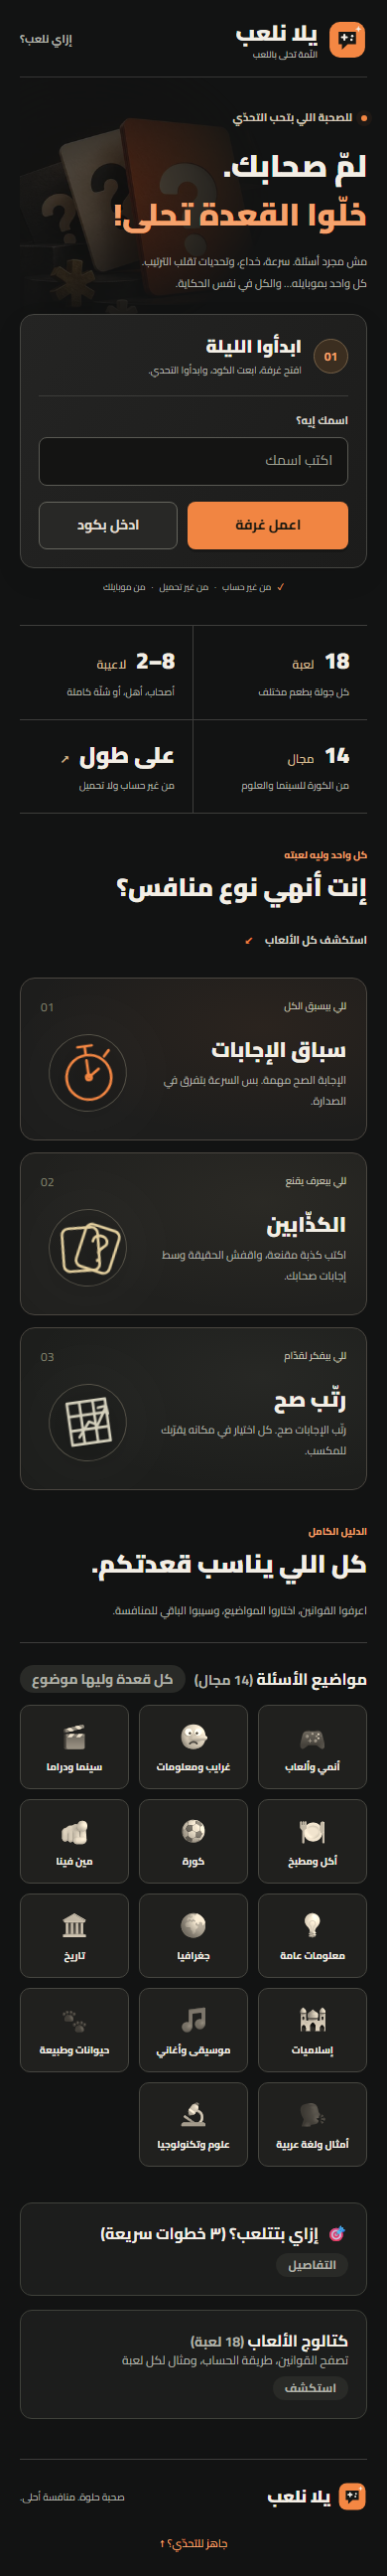 يلا نلعب
اللّمة تحلى باللعب
إزاي نلعب؟
للصحبة اللي بتحب التحدّي
لمّ صحابك.
خلّوا القعدة تحلى!
مش مجرد أسئلة. سرعة، خداع، وتحديات تقلب الترتيب.
كل واحد بموبايله... والكل في نفس الحكاية.
01
ابدأوا الليلة
افتح غرفة، ابعت الكود، وابدأوا التحدي.
اسمك إيه؟
اكتب اسمك
اعمل غرفة
ادخل بكود
✓ من غير حساب · من غير تحميل · من موبايلك
18 لعبة
كل جولة بطعم مختلف
2–8 لاعيبة
أصحاب، أهل، أو شلّة كاملة
14 مجال
من الكورة للسينما والعلوم
على طول ↗
من غير حساب ولا تحميل
كل واحد وليه لعبته
إنت أنهي نوع منافس؟
استكشف كل الألعاب ↙
للي بيسبق الكل
01
سباق الإجابات
الإجابة الصح مهمة. بس السرعة بتفرق في
الصدارة.
للي بيعرف يقنع
02
الكدّابين
اكتب كذبة مقنعة، واقفش الحقيقة وسط
إجابات صحابك.
للي بيفكر لقدّام
03
رتّب صح
رتّب الإجابات صح. كل اختيار في مكانه يقرّبك
للمكسب.
الدليل الكامل
كل اللي يناسب قعدتكم.
اعرفوا القوانين، اختاروا المواضيع، وسيبوا الباقي للمنافسة.
مواضيع الأسئلة (14 مجال)
كل قعدة وليها موضوع
أنمي وألعاب
غرايب ومعلومات
سينما ودراما
أكل ومطبخ
كورة
مين فينا
معلومات عامة
جغرافيا
تاريخ
إسلاميات
موسيقى وأغاني
حيوانات وطبيعة
أمثال ولغة عربية
علوم وتكنولوجيا
إزاي بتتلعب؟ (٣ خطوات سريعة)
التفاصيل
كتالوج الألعاب (18 لعبة)
تصفح القوانين، طريقة الحساب، ومثال لكل لعبة
استكشف
يلا نلعب
صحبة حلوة. منافسة أحلى.
جاهز للتحدّي؟ ↑